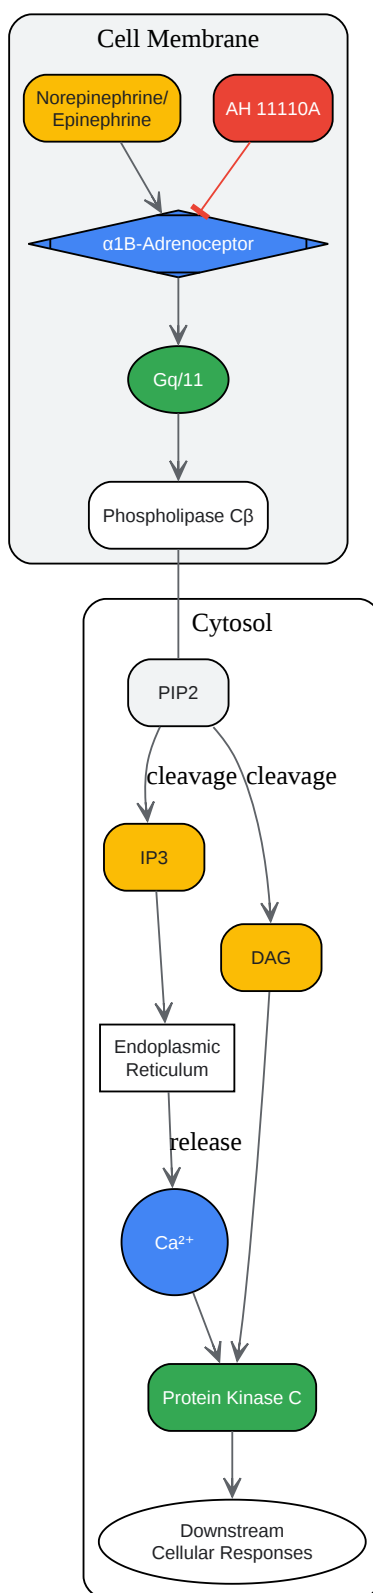 Cell Membrane
Norepinephrine/
Epinephrine
AH 11110A
α1B-Adrenoceptor
Gq/11
Phospholipase Cβ
Cytosol
PIP2
cleavage
cleavage
IP3
DAG
Endoplasmic
Reticulum
release
Ca²⁺
Protein Kinase C
Downstream
Cellular Responses